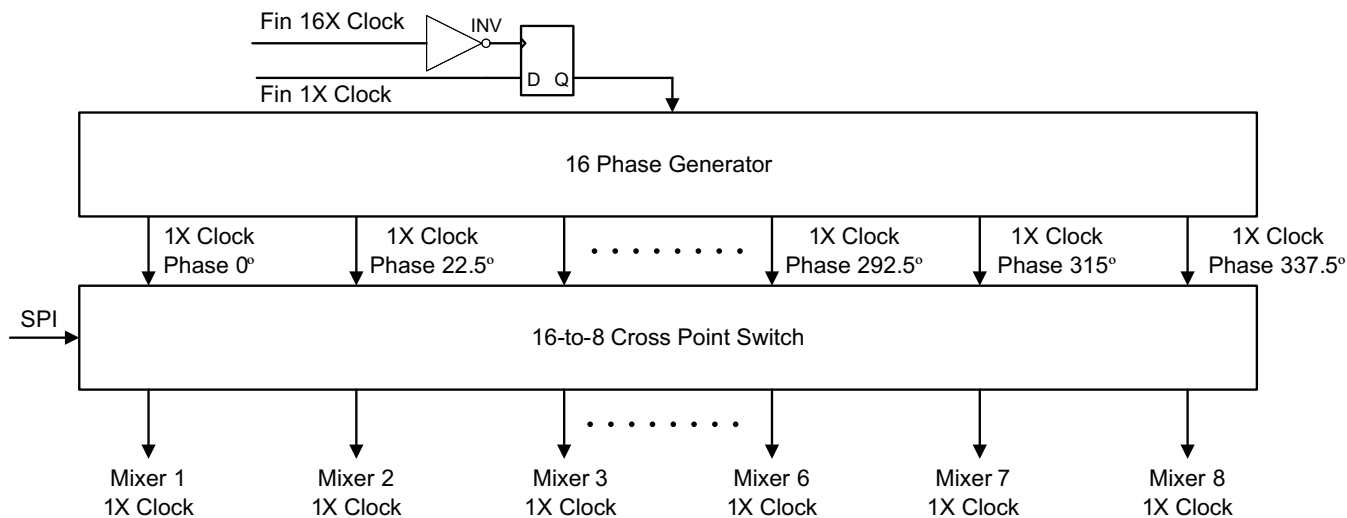 Fin 16X Clock
INV
D Q
Fin 1X Clock
16 Phase Generator
1X Clock
Phase 0º
1X Clock
Phase 22.5º
1X Clock
Phase 292.5º
1X Clock
Phase 315º
1X Clock
Phase 337.5º
SPI
16-to-8 Cross Point Switch
Mixer 1
1X Clock
Mixer 2
1X Clock
Mixer 3
1X Clock
Mixer 6
1X Clock
Mixer 7
1X Clock
Mixer 8
1X Clock